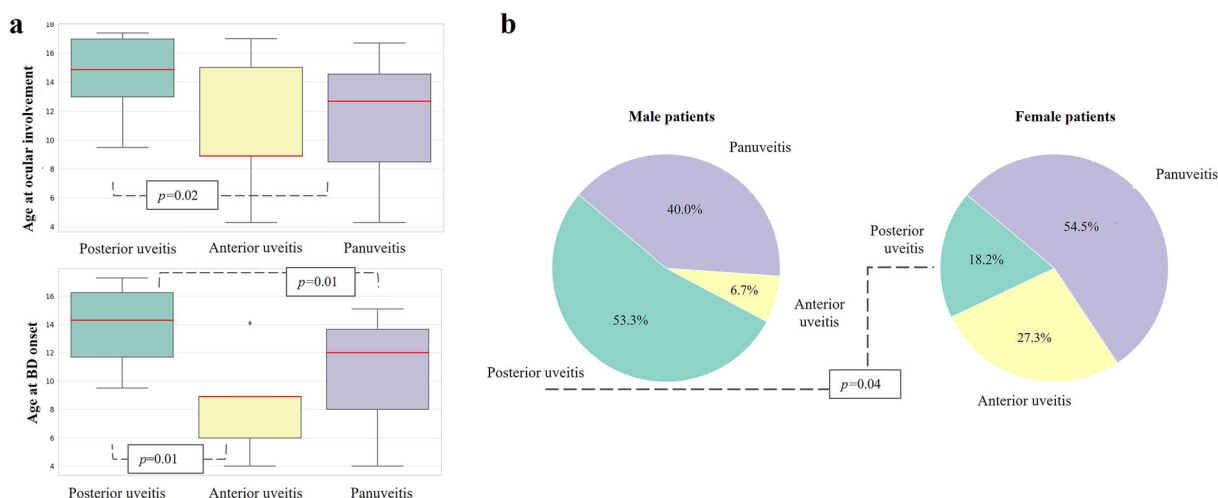 a
Age at ocular involvement
18
16
14
12
10
8
6
4
p=0.02
Posterior uveitis
Anterior uveitis
Panuveitis
Age at BD onset
16
14
12
10
8
6
4
p=0.01
p=0.01
Posterior uveitis
Anterior uveitis
Panuveitis
b
Male patients
Panuveitis
40.0%
6.7%
Anterior
uveitis
53.3%
Posterior uveitis
p=0.04
Female patients
Panuveitis
54.5%
Posterior
uveitis
18.2%
27.3%
Anterior uveitis